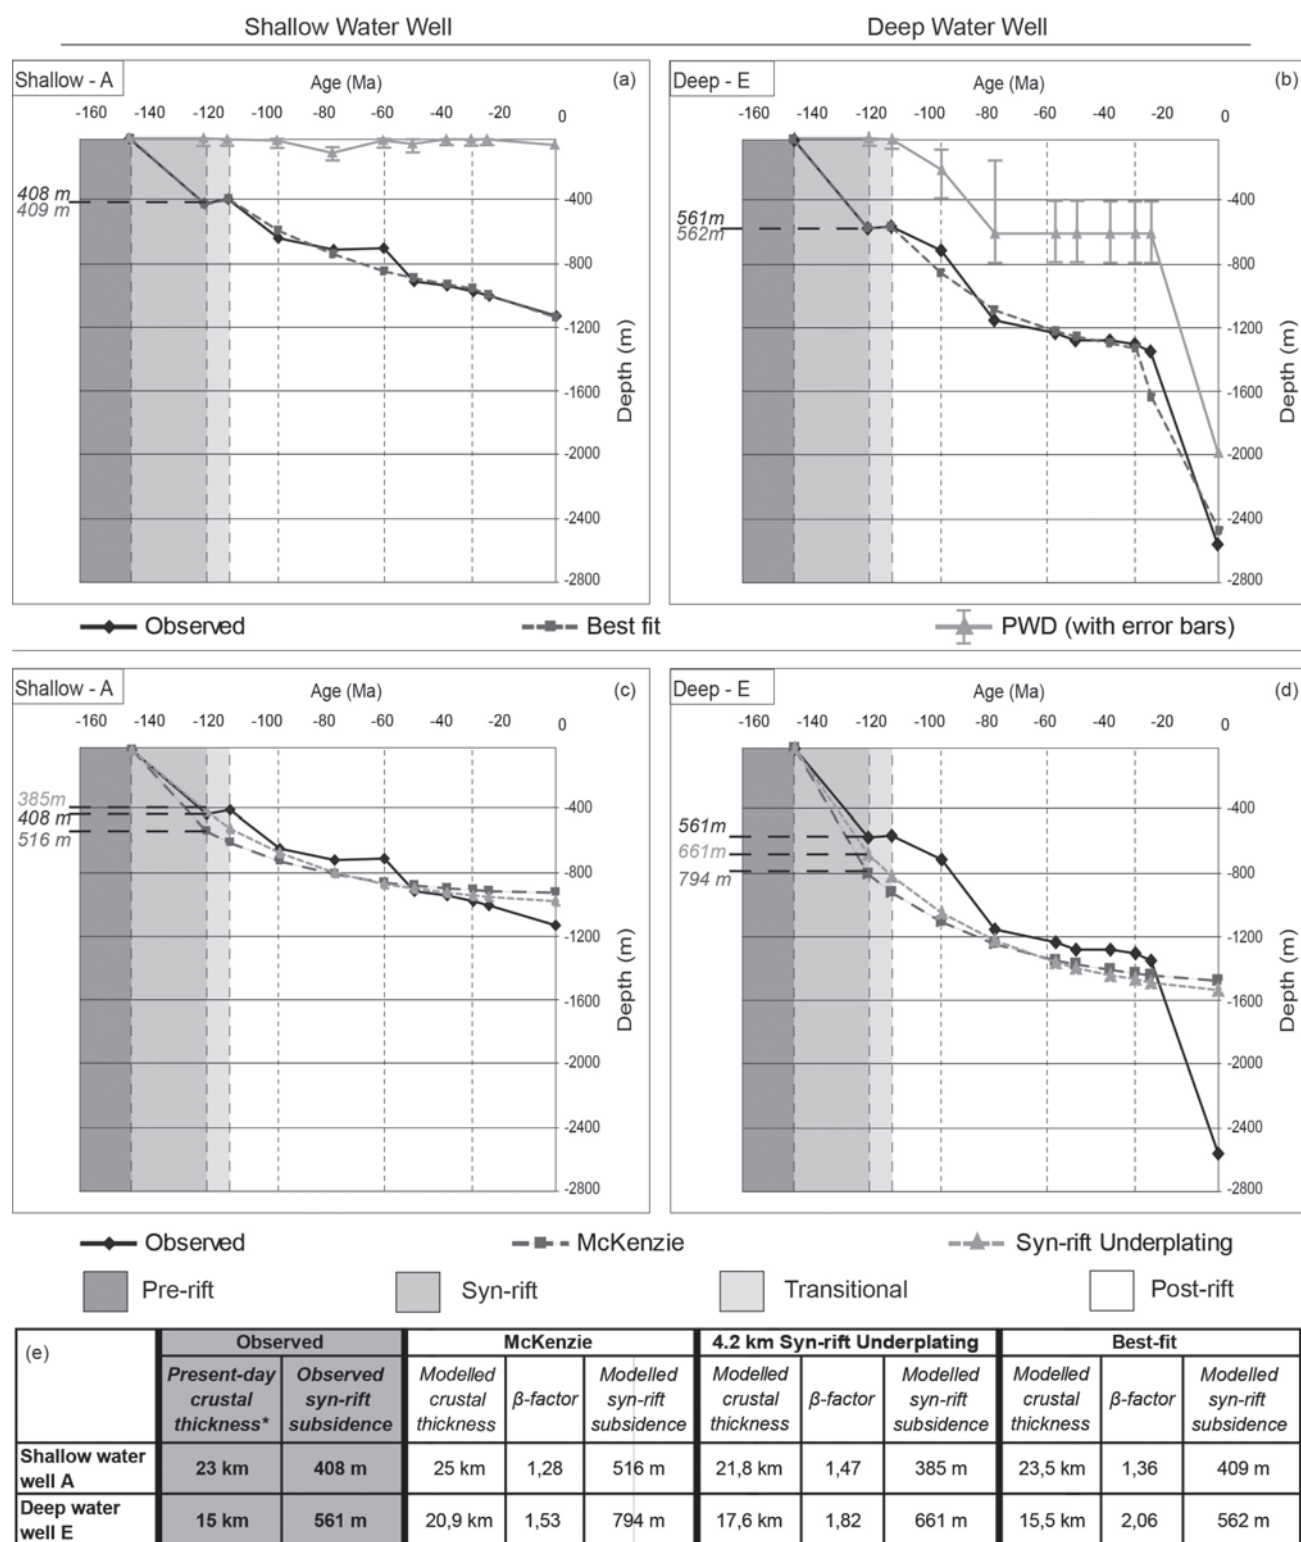 Shallow Water Well
Deep Water Well
Shallow - A
Age (Ma)
(a)
-160 -140 -120 -100 -80 -60 -40 -20 0
408 m
409 m
-400
-800
-1200
-1600
-2000
-2400
-2800
Depth (m)
Deep - E
Age (Ma)
(b)
-160 -140 -120 -100 -80 -60 -40 -20 0
561m
562m
-400
-800
-1200
-1600
-2000
-2400
-2800
Depth (m)
Observed
Best fit
PWD (with error bars)
Shallow - A
Age (Ma)
(c)
-160 -140 -120 -100 -80 -60 -40 -20 0
385m
408 m
516 m
-400
-800
-1200
-1600
-2000
-2400
-2800
Depth (m)
Deep - E
Age (Ma)
(d)
-160 -140 -120 -100 -80 -60 -40 -20 0
561m
661m
794 m
-400
-800
-1200
-1600
-2000
-2400
-2800
Depth (m)
Observed
McKenzie
Syn-rift Underplating
Pre-rift
Syn-rift
Transitional
Post-rift
(e)
Observed McKenzie 4.2 km Syn-rift Underplating Best-fit
Present-day Observed Modelled Modelled Modelled Modelled Modelled Modelled
crustal syn-rift crustal β-factor syn-rift crustal β-factor syn-rift crustal β-factor syn-rift
thickness* subsidence thickness subsidence thickness subsidence thickness subsidence
Shallow water
well A 23 km 408 m 25 km 1,28 516 m 21,8 km 1,47 385 m 23,5 km 1,36 409 m
Deep water
well E 15 km 561 m 20,9 km 1,53 794 m 17,6 km 1,82 661 m 15,5 km 2,06 562 m